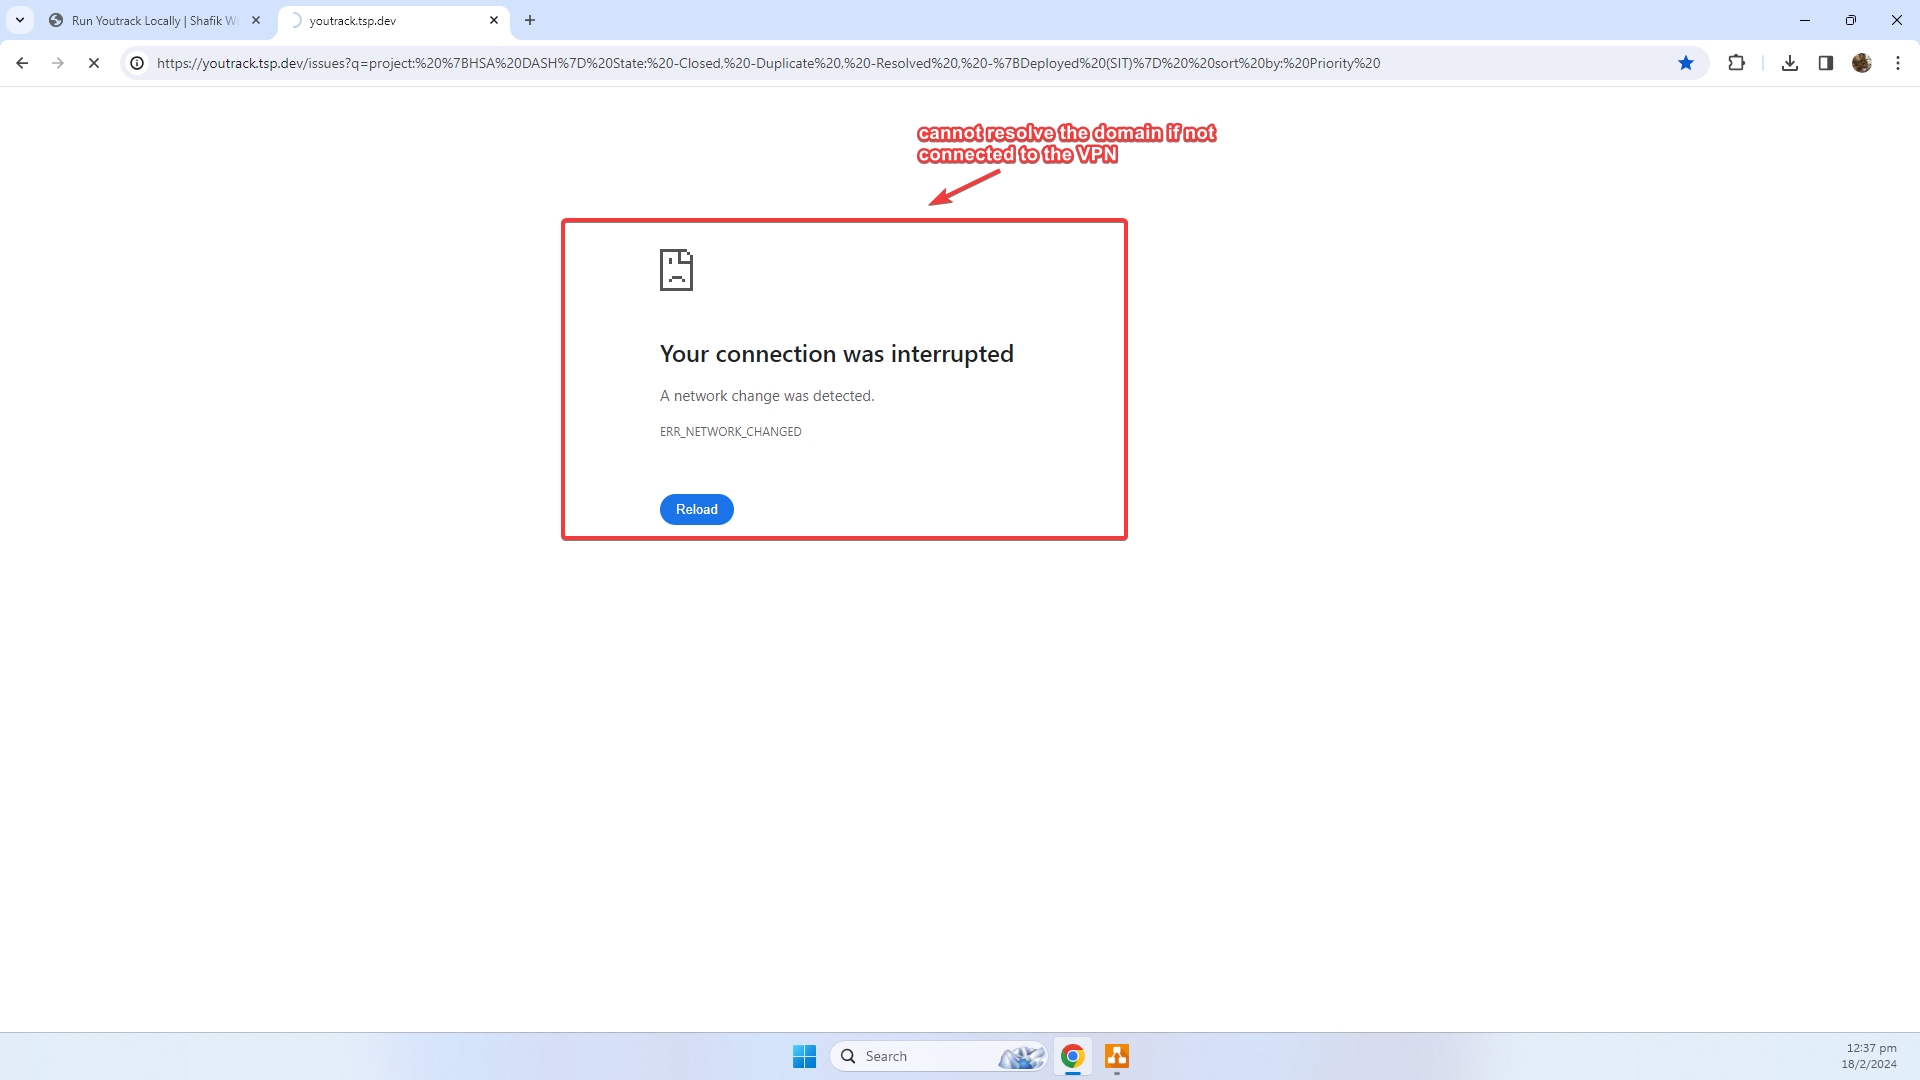 Run Youtrack Locally | Shafik W
youtrack.tsp.dev
https://youtrack.tsp.dev/issues?q=project:%20%7BHSA%20DASH%7D%20State:%20-Closed,%20-Duplicate%20,%20-Resolved%20,%20-%7BDeployed%20(SIT)%7D%20%20sort%20by:%20Priority%20
cannot resolve the domain if not
connected to the VPN
Your connection was interrupted
A network change was detected.
ERR_NETWORK_CHANGED
Reload
Search
12:37 pm
18/2/2024